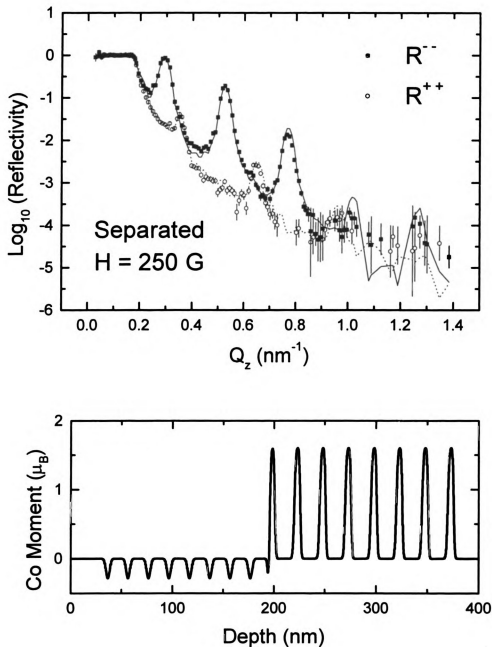 0
-1
-2
-3
-4
-5
-6
Log₁₀ (Reflectivity)
R⁻⁻
R⁺⁺
Separated
H = 250 G
0.0 0.2 0.4 0.6 0.8 1.0 1.2 1.4
Q_z (nm⁻¹)
2
1
0
Co Moment (μ_B)
0 100 200 300 400
Depth (nm)